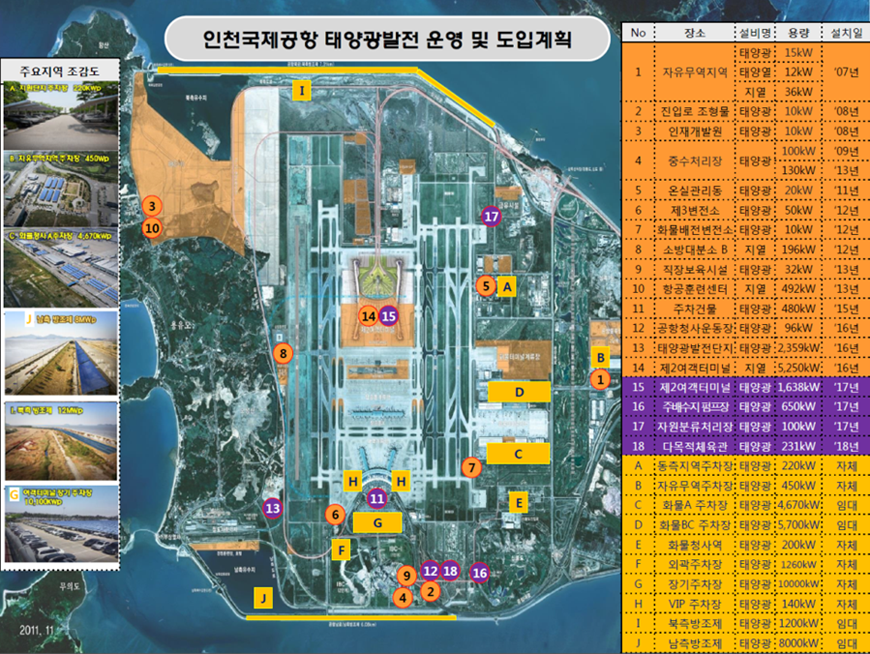 인천국제공항 태양광발전 운영 및 도입계획
주요지역 조감도
A. 지원단지 주차장 220kWp
B. 자유무역지역 주차장 450Wp
C. 화물청사 A주차장 4,670kWp
J 남측 방조제 8MWp
I. 북측 방조제 12MWp
G 여객터미널 장기 주차장
10,100kWp
I
3
10
17
5
A
14
15
8
B
1
D
C
7
H
H
11
G
6
13
E
F
9
12
18
16
4
2
J
무의도
2011, 11
No 장소 설비명 용량 설치일
1 자유무역지역 태양광 15kW '07년
태양열 12kW
지열 36kW
2 진입로 조형물 태양광 10kW '08년
3 인재개발원 태양광 10kW '08년
4 중수처리장 태양광 100kW '09년
130kW '13년
5 온실관리동 태양광 20kW '11년
6 제3변전소 태양광 50kW '12년
7 화물배전변전소 태양광 10kW '12년
8 소방대분소 B 지열 196kW '12년
9 직장보육시설 태양광 32kW '13년
10 항공훈련센터 지열 492kW '13년
11 주차건물 태양광 480kW '15년
12 공항청사운동장 태양광 96kW '16년
13 태양광발전단지 태양광 2,359kW '16년
14 제2여객터미널 지열 5,250kW '16년
15 제2여객터미널 태양광 1,638kW '17년
16 주배수지 펌프장 태양광 650kW '17년
17 자원분류처리장 태양광 100kW '17년
18 다목적체육관 태양광 231kW '18년
A 동측지역주차장 태양광 220kW 자체
B 자유무역주차장 태양광 450kW 자체
C 화물A 주차장 태양광 4,670kW 임대
D 화물BC 주차장 태양광 5,700kW 임대
E 화물청사역 태양광 200kW 자체
F 외곽주차장 태양광 1260kW 자체
G 장기주차장 태양광 10000kW 자체
H VIP 주차장 태양광 140kW 자체
I 북측방조제 태양광 1200kW 임대
J 남측방조제 태양광 8000kW 임대